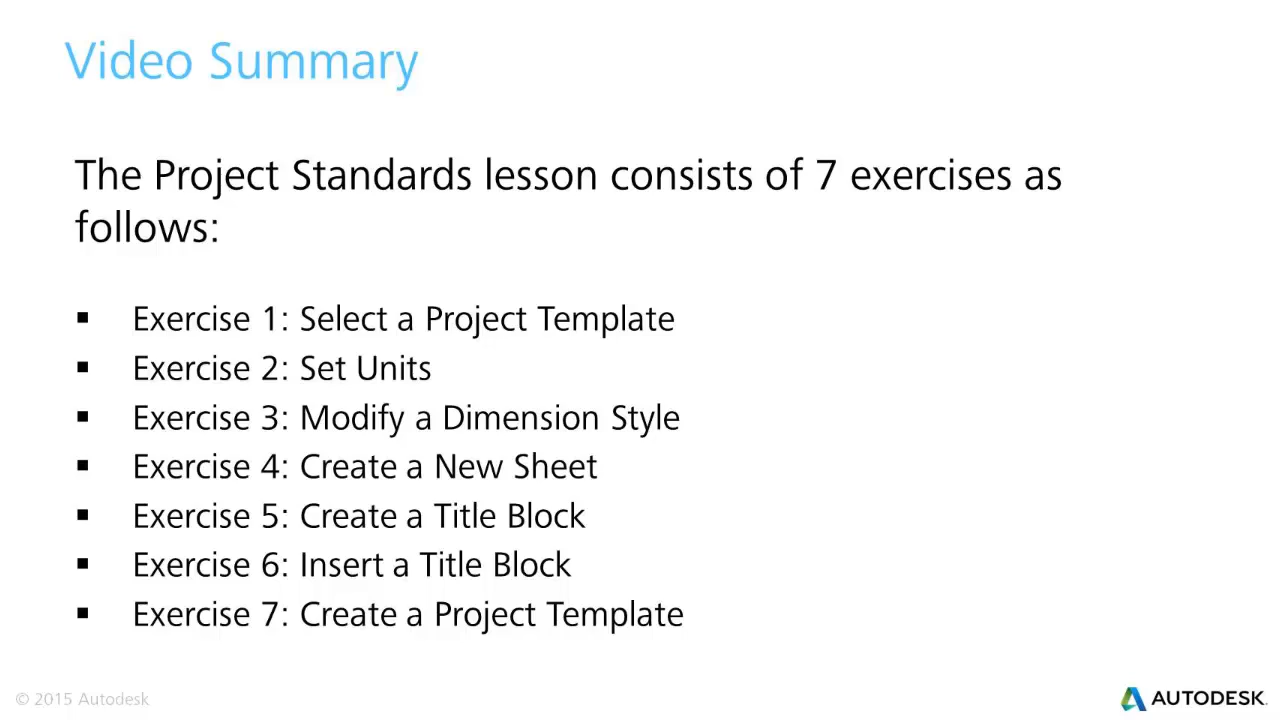 Video Summary
The Project Standards lesson consists of 7 exercises as
follows:
▪ Exercise 1: Select a Project Template
▪ Exercise 2: Set Units
▪ Exercise 3: Modify a Dimension Style
▪ Exercise 4: Create a New Sheet
▪ Exercise 5: Create a Title Block
▪ Exercise 6: Insert a Title Block
▪ Exercise 7: Create a Project Template
© 2015 Autodesk
AUTODESK.